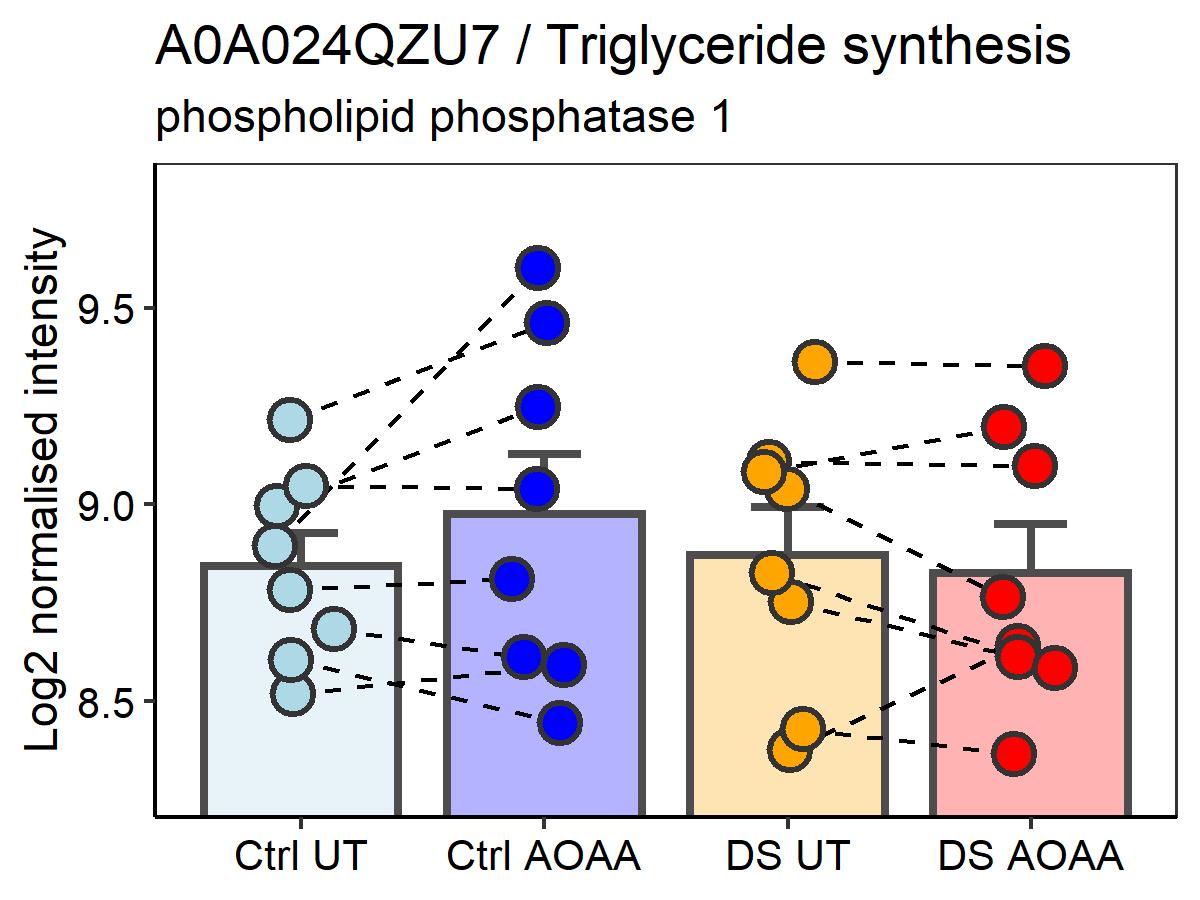 A0A024QZU7 / Triglyceride synthesis
phospholipid phosphatase 1
Log2 normalised intensity
9.5
9.0
8.5
Ctrl UT
Ctrl AOAA
DS UT
DS AOAA